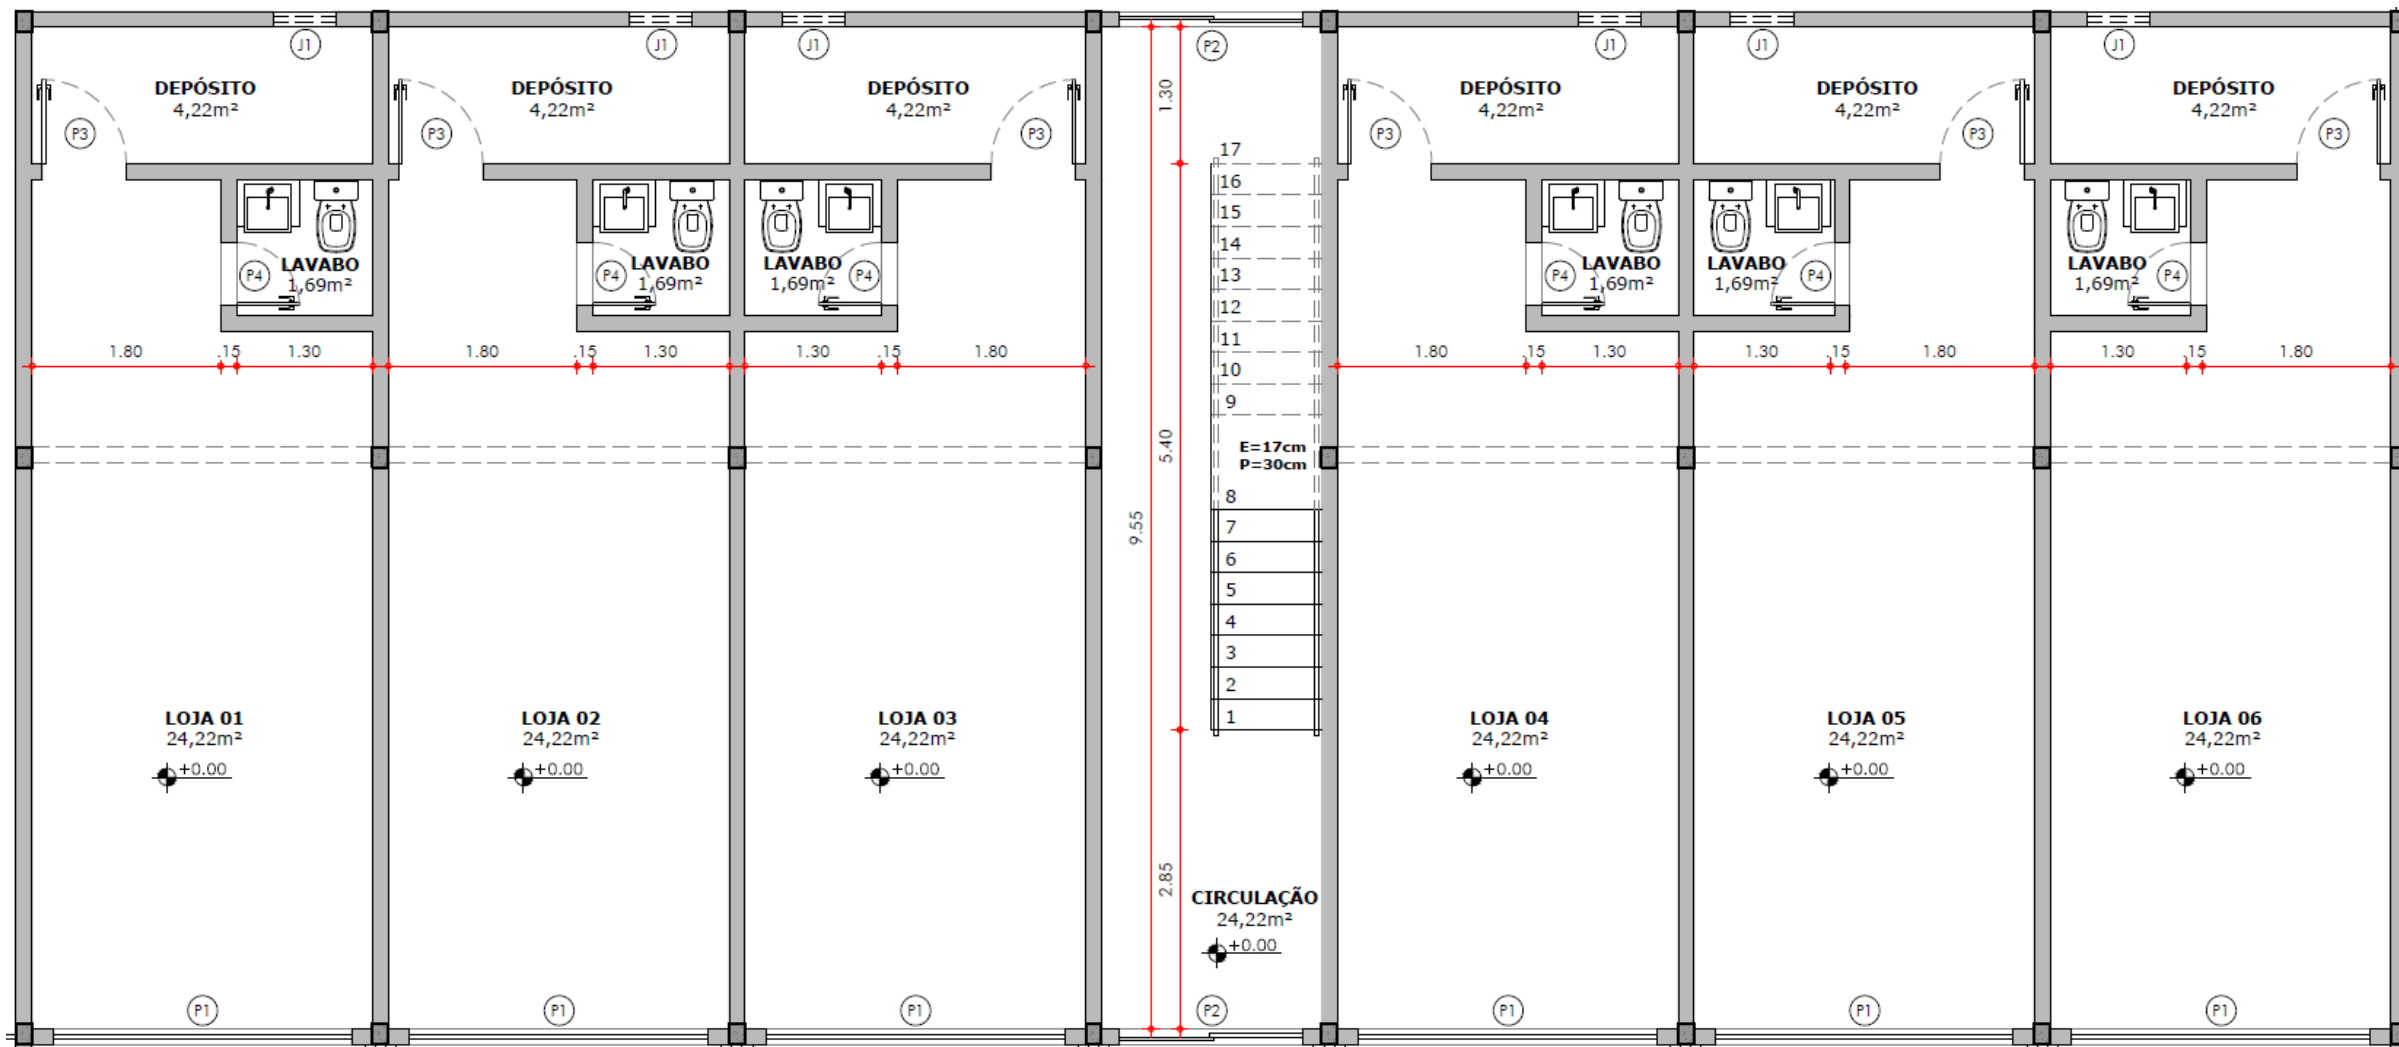 J1
J1
J1
P2
J1
J1
J1
DEPÓSITO
4,22m²
DEPÓSITO
4,22m²
DEPÓSITO
4,22m²
DEPÓSITO
4,22m²
DEPÓSITO
4,22m²
DEPÓSITO
4,22m²
1.30
P3
P3
P3
P3
P3
P3
17
16
15
14
13
12
11
10
9
E=17cm
P=30cm
8
7
6
5
4
3
2
1
P4
LAVABO
1,69m²
P4
LAVABO
1,69m²
LAVABO
1,69m²
P4
P4
LAVABO
1,69m²
LAVABO
1,69m²
P4
LAVABO
1,69m²
P4
1.80 .15 1.30
1.80 .15 1.30
1.30 .15 1.80
1.80 .15 1.30
1.30 .15 1.80
1.30 .15 1.80
5.40
9.55
2.85
LOJA 01
24,22m²
+0.00
LOJA 02
24,22m²
+0.00
LOJA 03
24,22m²
+0.00
LOJA 04
24,22m²
+0.00
LOJA 05
24,22m²
+0.00
LOJA 06
24,22m²
+0.00
CIRCULAÇÃO
24,22m²
+0.00
P1
P1
P1
P2
P1
P1
P1